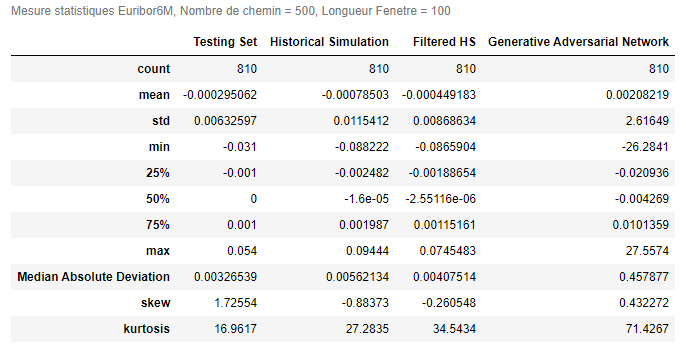 Mesure statistiques Euribor6M, Nombre de chemin = 500, Longueur Fenetre = 100
Testing Set Historical Simulation Filtered HS Generative Adversarial Network
count 810 810 810 810
mean -0.000295062 -0.00078503 -0.000449183 0.00208219
std 0.00632597 0.0115412 0.00868634 2.61649
min -0.031 -0.088222 -0.0865904 -26.2841
25% -0.001 -0.002482 -0.00188654 -0.020936
50% 0 -1.6e-05 -2.55116e-06 -0.004269
75% 0.001 0.001987 0.00115161 0.0101359
max 0.054 0.09444 0.0745483 27.5574
Median Absolute Deviation 0.00326539 0.00562134 0.00407514 0.457877
skew 1.72554 -0.88373 -0.260548 0.432272
kurtosis 16.9617 27.2835 34.5434 71.4267